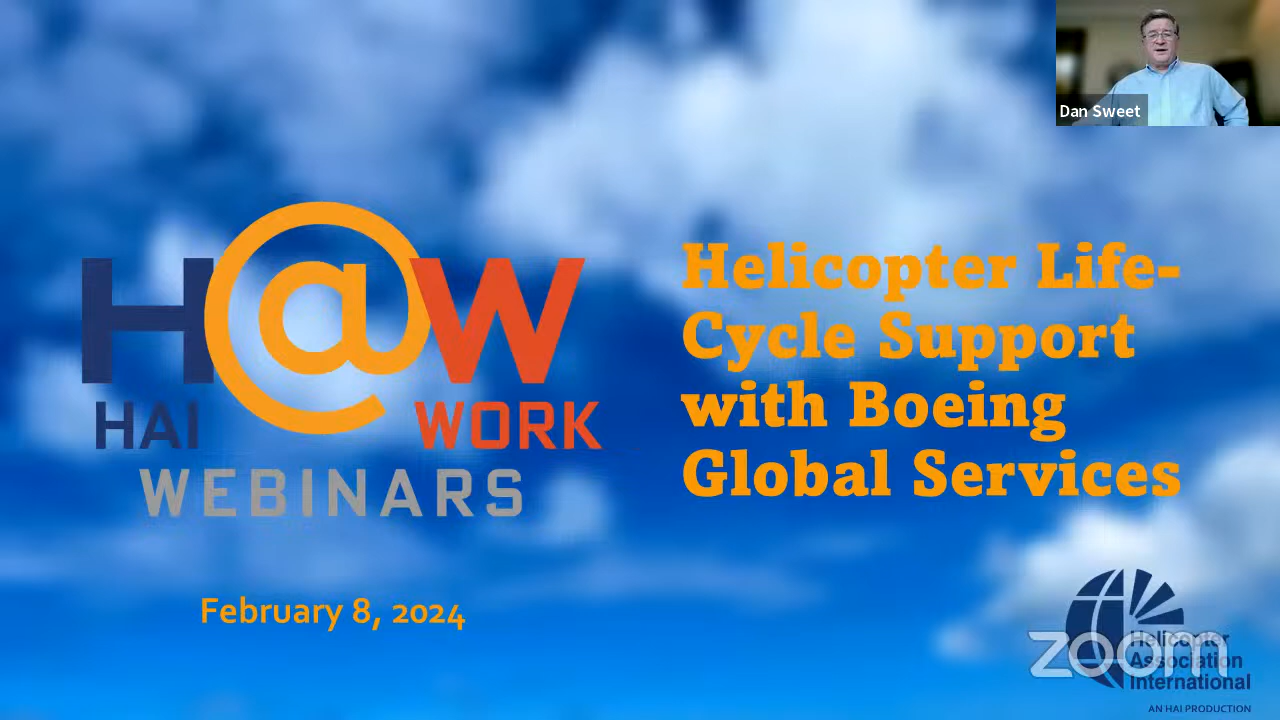 Dan Sweet
H@W
HAI WORK
WEBINARS
Helicopter Life-
Cycle Support
with Boeing
Global Services
February 8, 2024
zoom
Helicopter
Association
International
AN HAI PRODUCTION